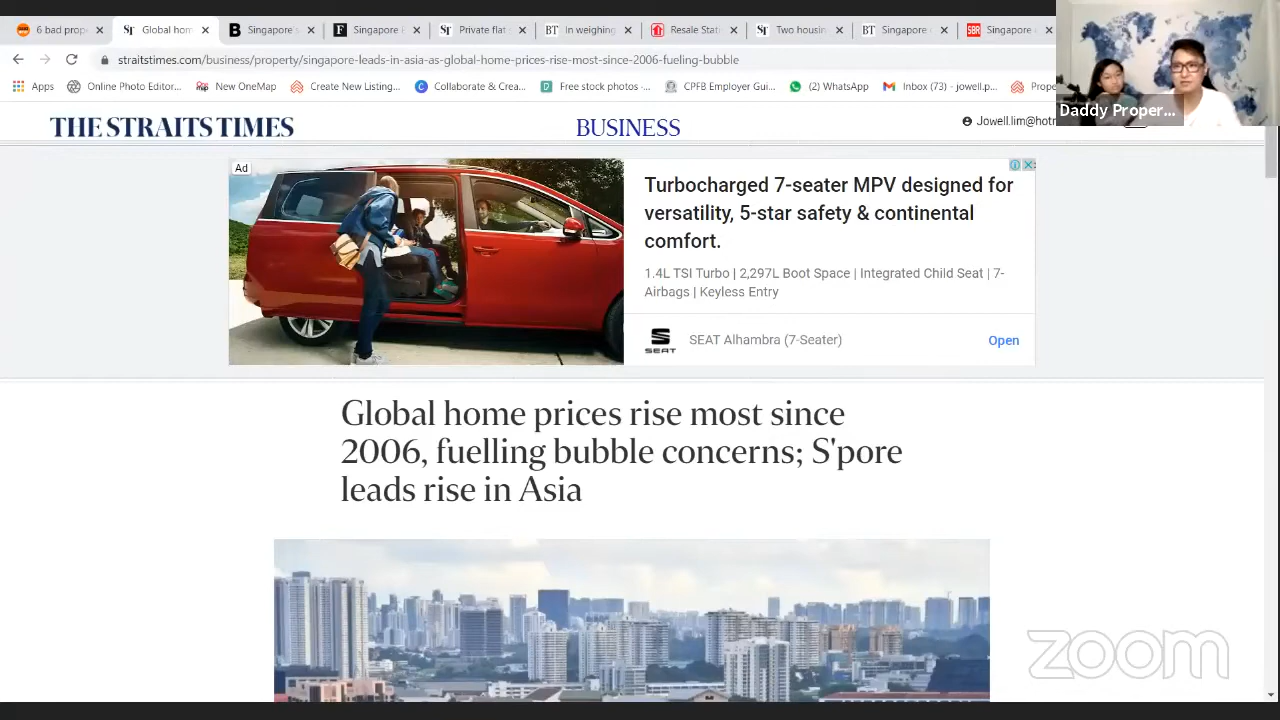 6 bad prop
Global hom
Singapore's
Singapore (
Private flat
In weighing
Resale Stat
Two housin
Singapore
Singapore
straitstimes.com/business/property/singapore-leads-in-asia-as-global-home-prices-rise-most-since-2006-fueling-bubble
Apps
Online Photo Editor...
New OneMap
Create New Listing...
Collaborator: Crea...
Free stock photos ·...
CPFB Employer Gui...
(2) WhatsApp
Inbox (73) - jowell.p...
Prope
Daddy Proper...
THE STRAITS TIMES
BUSINESS
Jowell.lim@hotm
Ad
Turbocharged 7-seater MPV designed for
versatility, 5-star safety & continental
comfort.
1.4L TSI Turbo | 2,297L Boot Space | Integrated Child Seat | 7-
Airbags | Keyless Entry
SEAT
SEAT Alhambra (7-Seater)
Open
Global home prices rise most since
2006, fuelling bubble concerns; S'pore
leads rise in Asia
zoom